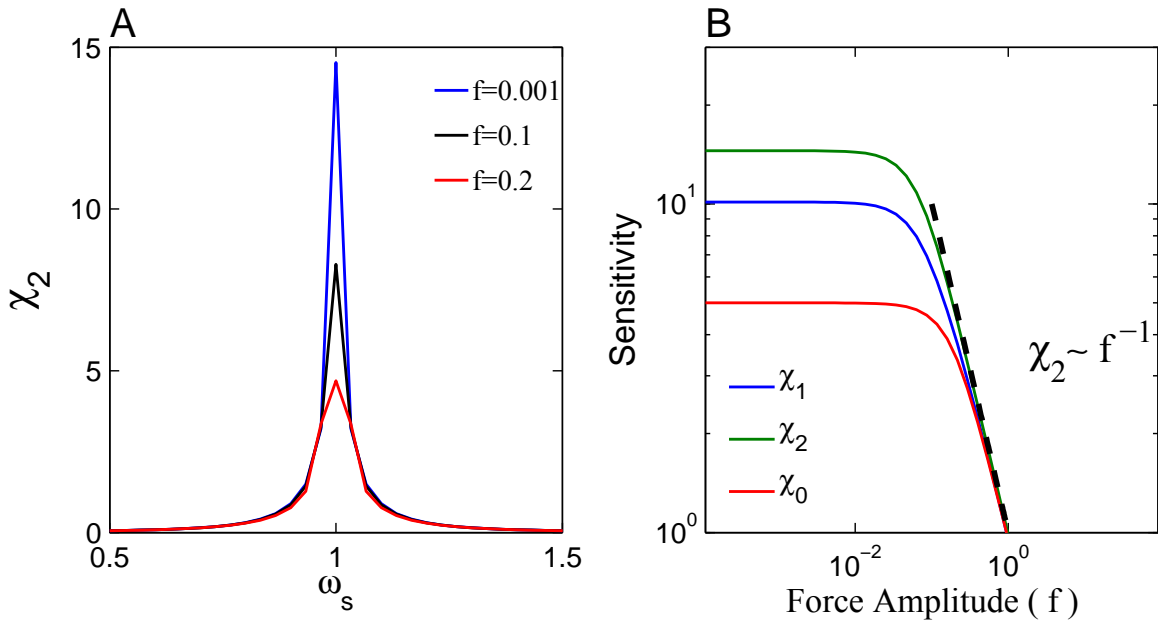 A
15
10
5
0
χ2
f=0.001
f=0.1
f=0.2
0.5
1
1.5
ωs
B
Sensitivity
10^1
10^0
χ1
χ2
χ0
χ2~ f^−1
10^−2
10^0
Force Amplitude ( f )